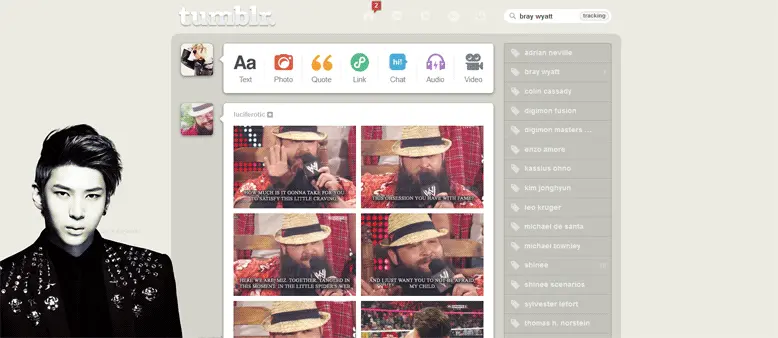 tumblr.
2
bray wyatt
tracking
Aa
hi!
Text
Photo
Quote
Link
Chat
Audio
Video
luciferotic
HOW MUCH IS IT GONNA TAKE FOR YOU
TO SATISFY THIS LITTLE CRAVING,
THIS OBSESSION YOU HAVE WITH FAME?
HERE WE ARE, MIZ. TOGETHER, TANGLED IN
THIS MOMENT, IN THE LITTLE SPIDER'S WEB
AND I JUST WANT YOU TO NOT BE AFRAID,
MY CHILD.
adrian neville
bray wyatt
colin cassady
digimon fusion
digimon masters ...
enzo amore
kassius ohno
kim jonghyun
leo kruger
michael de santa
michael townley
shinee
shinee scenarios
sylvester lefort
thomas h. norstein